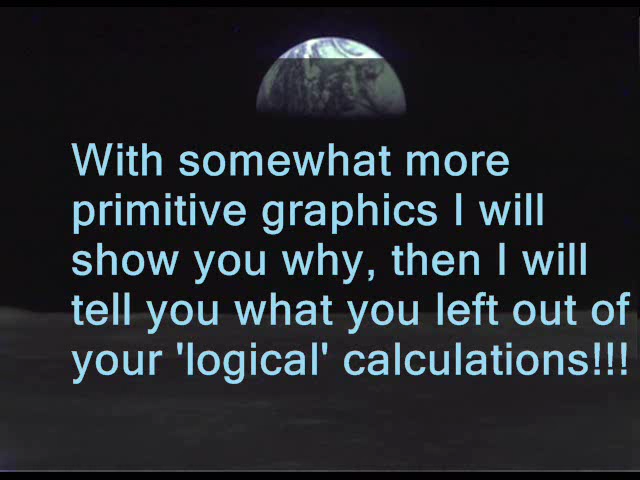 With somewhat more
primitive graphics I will
show you why, then I will
tell you what you left out of
your 'logical' calculations!!!